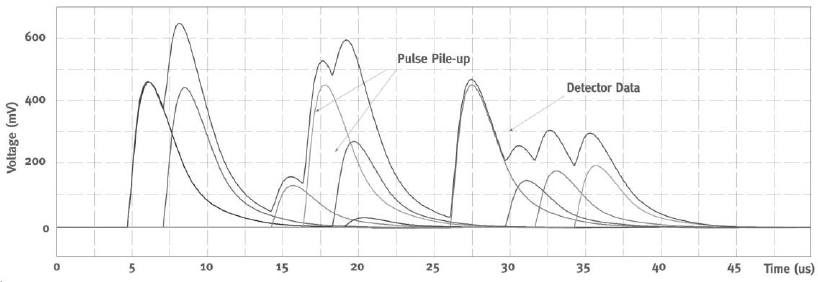 600
Pulse Pile-up
Detector Data
400
Voltage (mV)
200
0
0 5 10 15 20 25 30 35 40 45 Time (us)